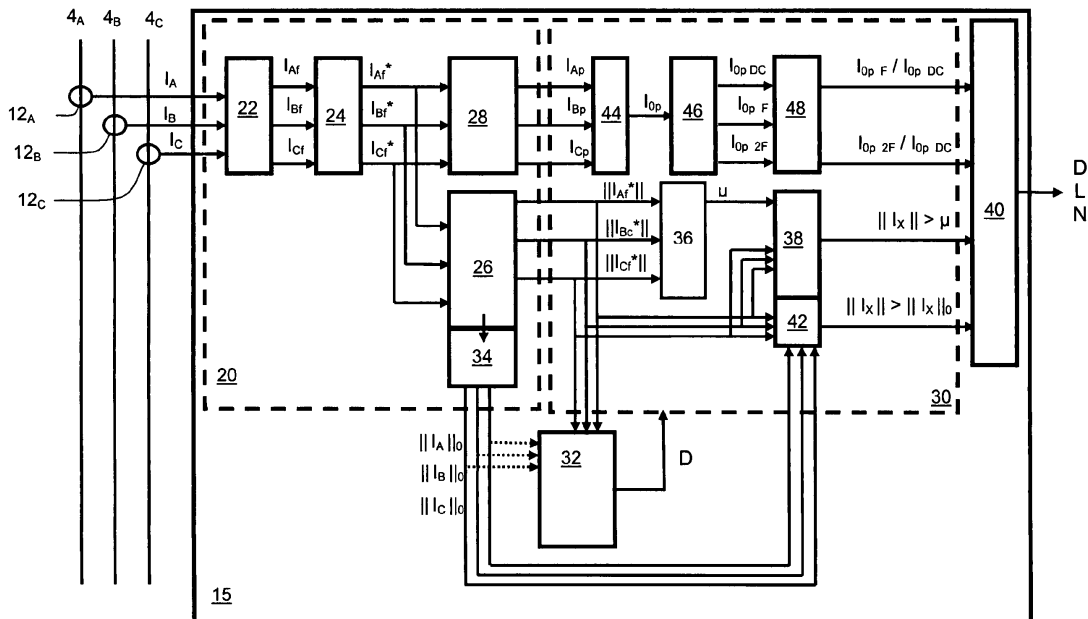 4A 4B 4C
IA
IB
IC
12A
12B
12C
22
IAf
IBf
ICf
24
IAf*
IBf*
ICf*
28
IAp
IBp
ICp
44
I0p
46
I0p DC
I0p F
I0p 2F
48
I0p F / I0p DC
I0p 2F / I0p DC
40
D
L
N
26
34
||IAf*||
||IBc*||
||ICf*||
36
µ
38
42
|| IX || > µ
|| IX || > || IX ||0
20
30
|| IA ||0
|| IB ||0
|| IC ||0
32
D
15